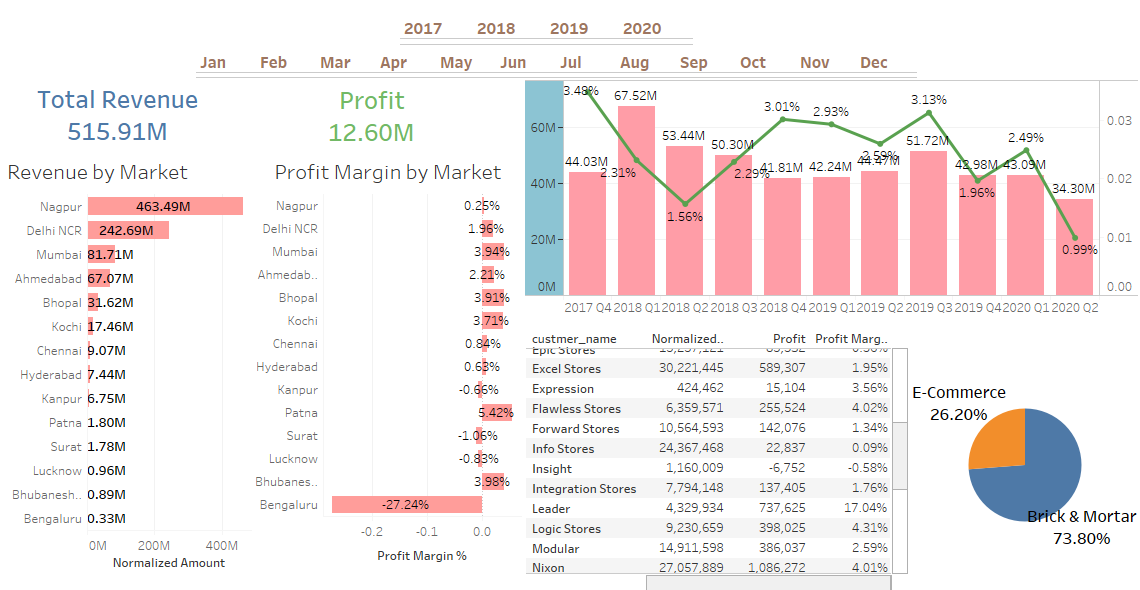 2017 2018 2019 2020
Jan Feb Mar Apr May Jun Jul Aug Sep Oct Nov Dec
Total Revenue
515.91M
Profit
12.60M
Revenue by Market
Nagpur 463.49M
Delhi NCR 242.69M
Mumbai 81.71M
Ahmedabad 67.07M
Bhopal 31.62M
Kochi 17.46M
Chennai 9.07M
Hyderabad 7.44M
Kanpur 6.75M
Patna 1.80M
Surat 1.78M
Lucknow 0.96M
Bhubanesh.. 0.89M
Bengaluru 0.33M
0M 200M 400M
Normalized Amount
Profit Margin by Market
Nagpur 0.25%
Delhi NCR 1.96%
Mumbai 3.94%
Ahmedab.. 2.21%
Bhopal 3.91%
Kochi 3.71%
Chennai 0.84%
Hyderabad 0.63%
Kanpur -0.66%
Patna 5.42%
Surat -1.06%
Lucknow -0.83%
Bhubanes.. 3.98%
Bengaluru -27.24%
-0.2 -0.1 0.0
Profit Margin %
60M
40M
20M
0M
44.03M 67.52M 53.44M 50.30M 41.81M 42.24M 44.47M 51.72M 42.98M 43.09M 34.30M
3.48% 2.31% 1.56% 2.29% 3.01% 2.93% 2.59% 3.13% 1.96% 2.49% 0.99%
0.03
0.02
0.01
0.00
2017 Q4 2018 Q1 2018 Q2 2018 Q3 2018 Q4 2019 Q1 2019 Q2 2019 Q3 2019 Q4 2020 Q1 2020 Q2
custmer_name Normalized.. Profit Profit Marg..
Epic Stores
Excel Stores 30,221,445 589,307 1.95%
Expression 424,462 15,104 3.56%
Flawless Stores 6,359,571 255,524 4.02%
Forward Stores 10,564,593 142,076 1.34%
Info Stores 24,367,468 22,837 0.09%
Insight 1,160,009 -6,752 -0.58%
Integration Stores 7,794,148 137,405 1.76%
Leader 4,329,934 737,625 17.04%
Logic Stores 9,230,659 398,025 4.31%
Modular 14,911,598 386,037 2.59%
Nixon 27,057,889 1,086,272 4.01%
E-Commerce
26.20%
Brick & Mortar
73.80%